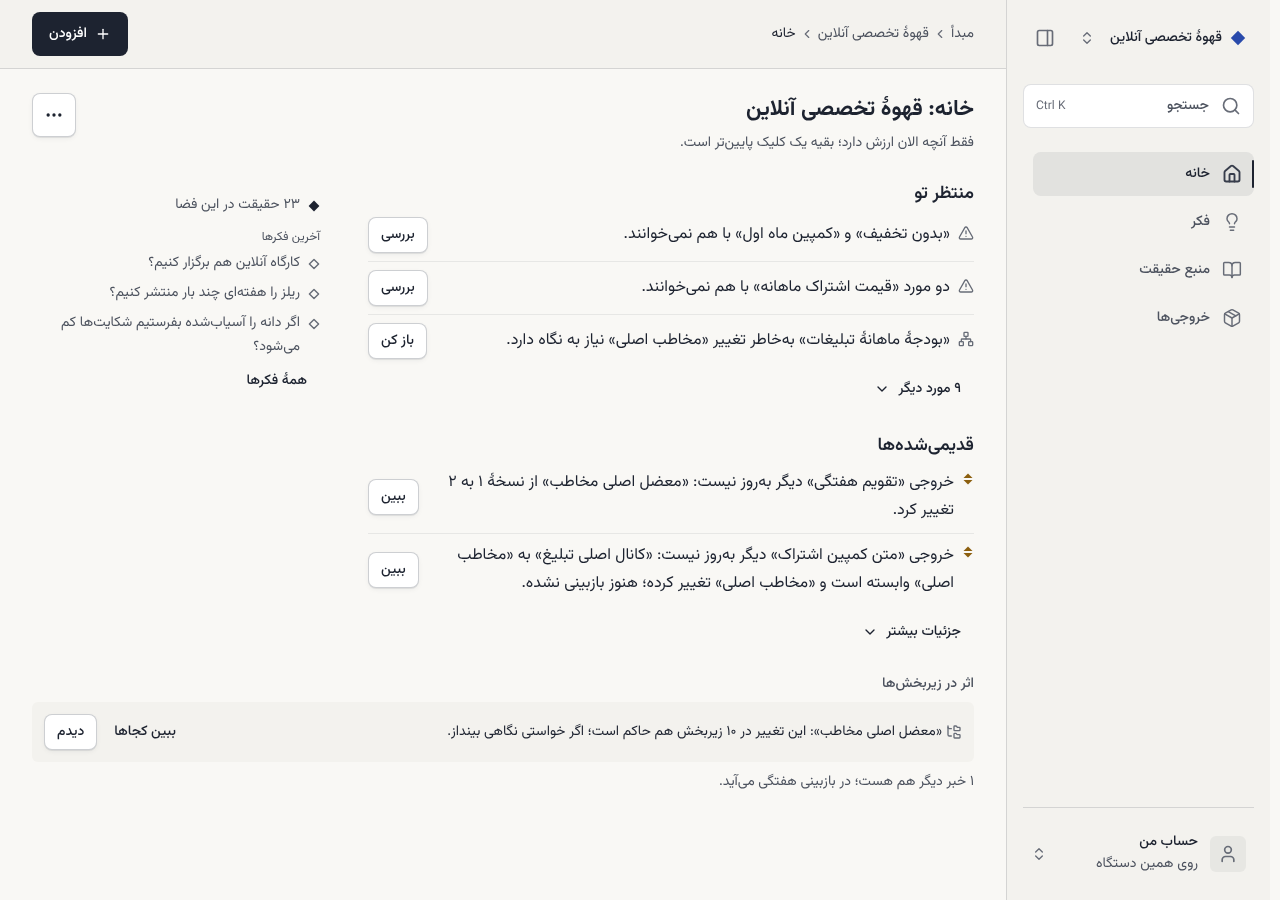 قهوهٔ تخصصی آنلاین
جستجو
Ctrl K
خانه
فکر
منبع حقیقت
خروجی‌ها
حساب من
روی همین دستگاه
مبدأ
قهوهٔ تخصصی آنلاین
خانه
افزودن
خانه: قهوهٔ تخصصی آنلاین
فقط آنچه الان ارزش دارد؛ بقیه یک کلیک پایین‌تر است.
منتظر تو
«بدون تخفیف» و «کمپین ماه اول» با هم نمی‌خوانند.
بررسی
دو مورد «قیمت اشتراک ماهانه» با هم نمی‌خوانند.
بررسی
«بودجهٔ ماهانهٔ تبلیغات» به‌خاطر تغییر «مخاطب اصلی» نیاز به نگاه دارد.
باز کن
۹ مورد دیگر
قدیمی‌شده‌ها
خروجی «تقویم هفتگی» دیگر به‌روز نیست: «معضل اصلی مخاطب» از نسخهٔ ۱ به ۲
تغییر کرد.
ببین
خروجی «متن کمپین اشتراک» دیگر به‌روز نیست: «کانال اصلی تبلیغ» به «مخاطب
اصلی» وابسته است و «مخاطب اصلی» تغییر کرده؛ هنوز بازبینی نشده.
ببین
جزئیات بیشتر
۲۳ حقیقت در این فضا
آخرین فکرها
کارگاه آنلاین هم برگزار کنیم؟
ریلز را هفته‌ای چند بار منتشر کنیم؟
اگر دانه را آسیاب‌شده بفرستیم شکایت‌ها کم
می‌شود؟
همهٔ فکرها
اثر در زیربخش‌ها
«معضل اصلی مخاطب»: این تغییر در ۱۰ زیربخش هم حاکم است؛ اگر خواستی نگاهی بینداز.
ببین کجاها
دیدم
۱ خبر دیگر هم هست؛ در بازبینی هفتگی می‌آید.